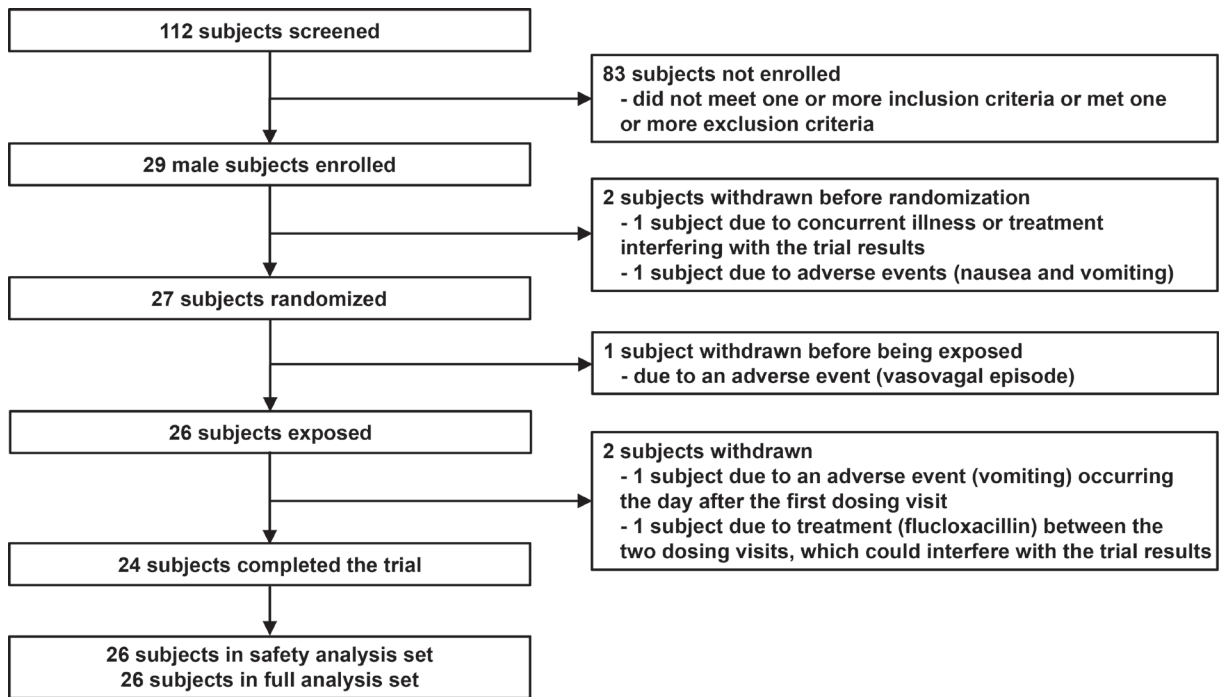 112 subjects screened
83 subjects not enrolled
- did not meet one or more inclusion criteria or met one
or more exclusion criteria
29 male subjects enrolled
2 subjects withdrawn before randomization
- 1 subject due to concurrent illness or treatment
interfering with the trial results
- 1 subject due to adverse events (nausea and vomiting)
27 subjects randomized
1 subject withdrawn before being exposed
- due to an adverse event (vasovagal episode)
26 subjects exposed
2 subjects withdrawn
- 1 subject due to an adverse event (vomiting) occurring
the day after the first dosing visit
- 1 subject due to treatment (flucloxacillin) between the
two dosing visits, which could interfere with the trial results
24 subjects completed the trial
26 subjects in safety analysis set
26 subjects in full analysis set